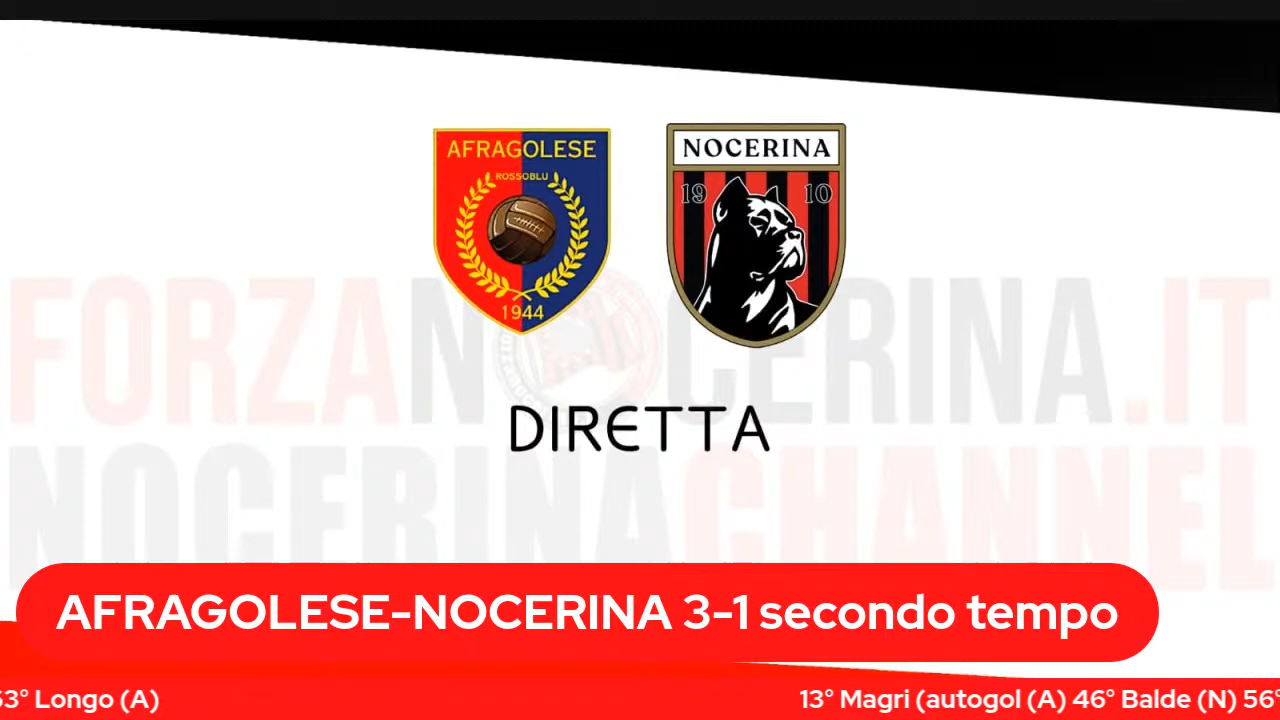 AFRAGOLESE
ROSSOBLU
1944
NOCERINA
19 10
FORZANOCERINA.IT
DIRETTA
NOCERINACHANNEL
AFRAGOLESE-NOCERINA 3-1 secondo tempo
Longo (A) 13° Magri (autogol (A) 46° Balde (N) 56°